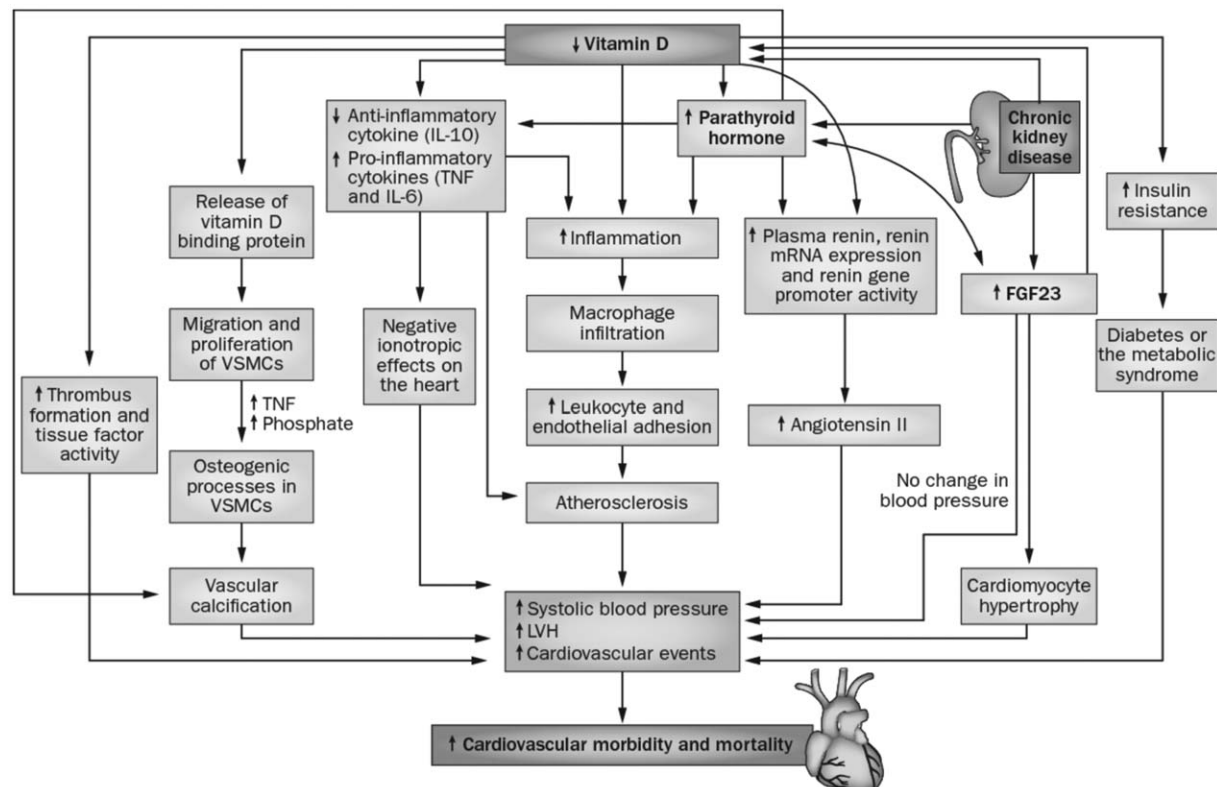 ↓ Vitamin D
↓ Anti-inflammatory
cytokine (IL-10)
↑ Pro-inflammatory
cytokines (TNF
and IL-6)
↑ Parathyroid
hormone
Chronic
kidney
disease
Release of
vitamin D
binding protein
↑ Insulin
resistance
↑ Inflammation
↑ Plasma renin, renin
mRNA expression
and renin gene
promoter activity
↑ FGF23
Migration and
proliferation
of VSMCs
Negative
ionotropic
effects on
the heart
Macrophage
infiltration
Diabetes or
the metabolic
syndrome
↑ Thrombus
formation and
tissue factor
activity
↑ TNF
↑ Phosphate
↑ Leukocyte and
endothelial adhesion
↑ Angiotensin II
Osteogenic
processes in
VSMCs
Atherosclerosis
No change in
blood pressure
Vascular
calcification
↑ Systolic blood pressure
↑ LVH
↑ Cardiovascular events
Cardiomyocyte
hypertrophy
↑ Cardiovascular morbidity and mortality